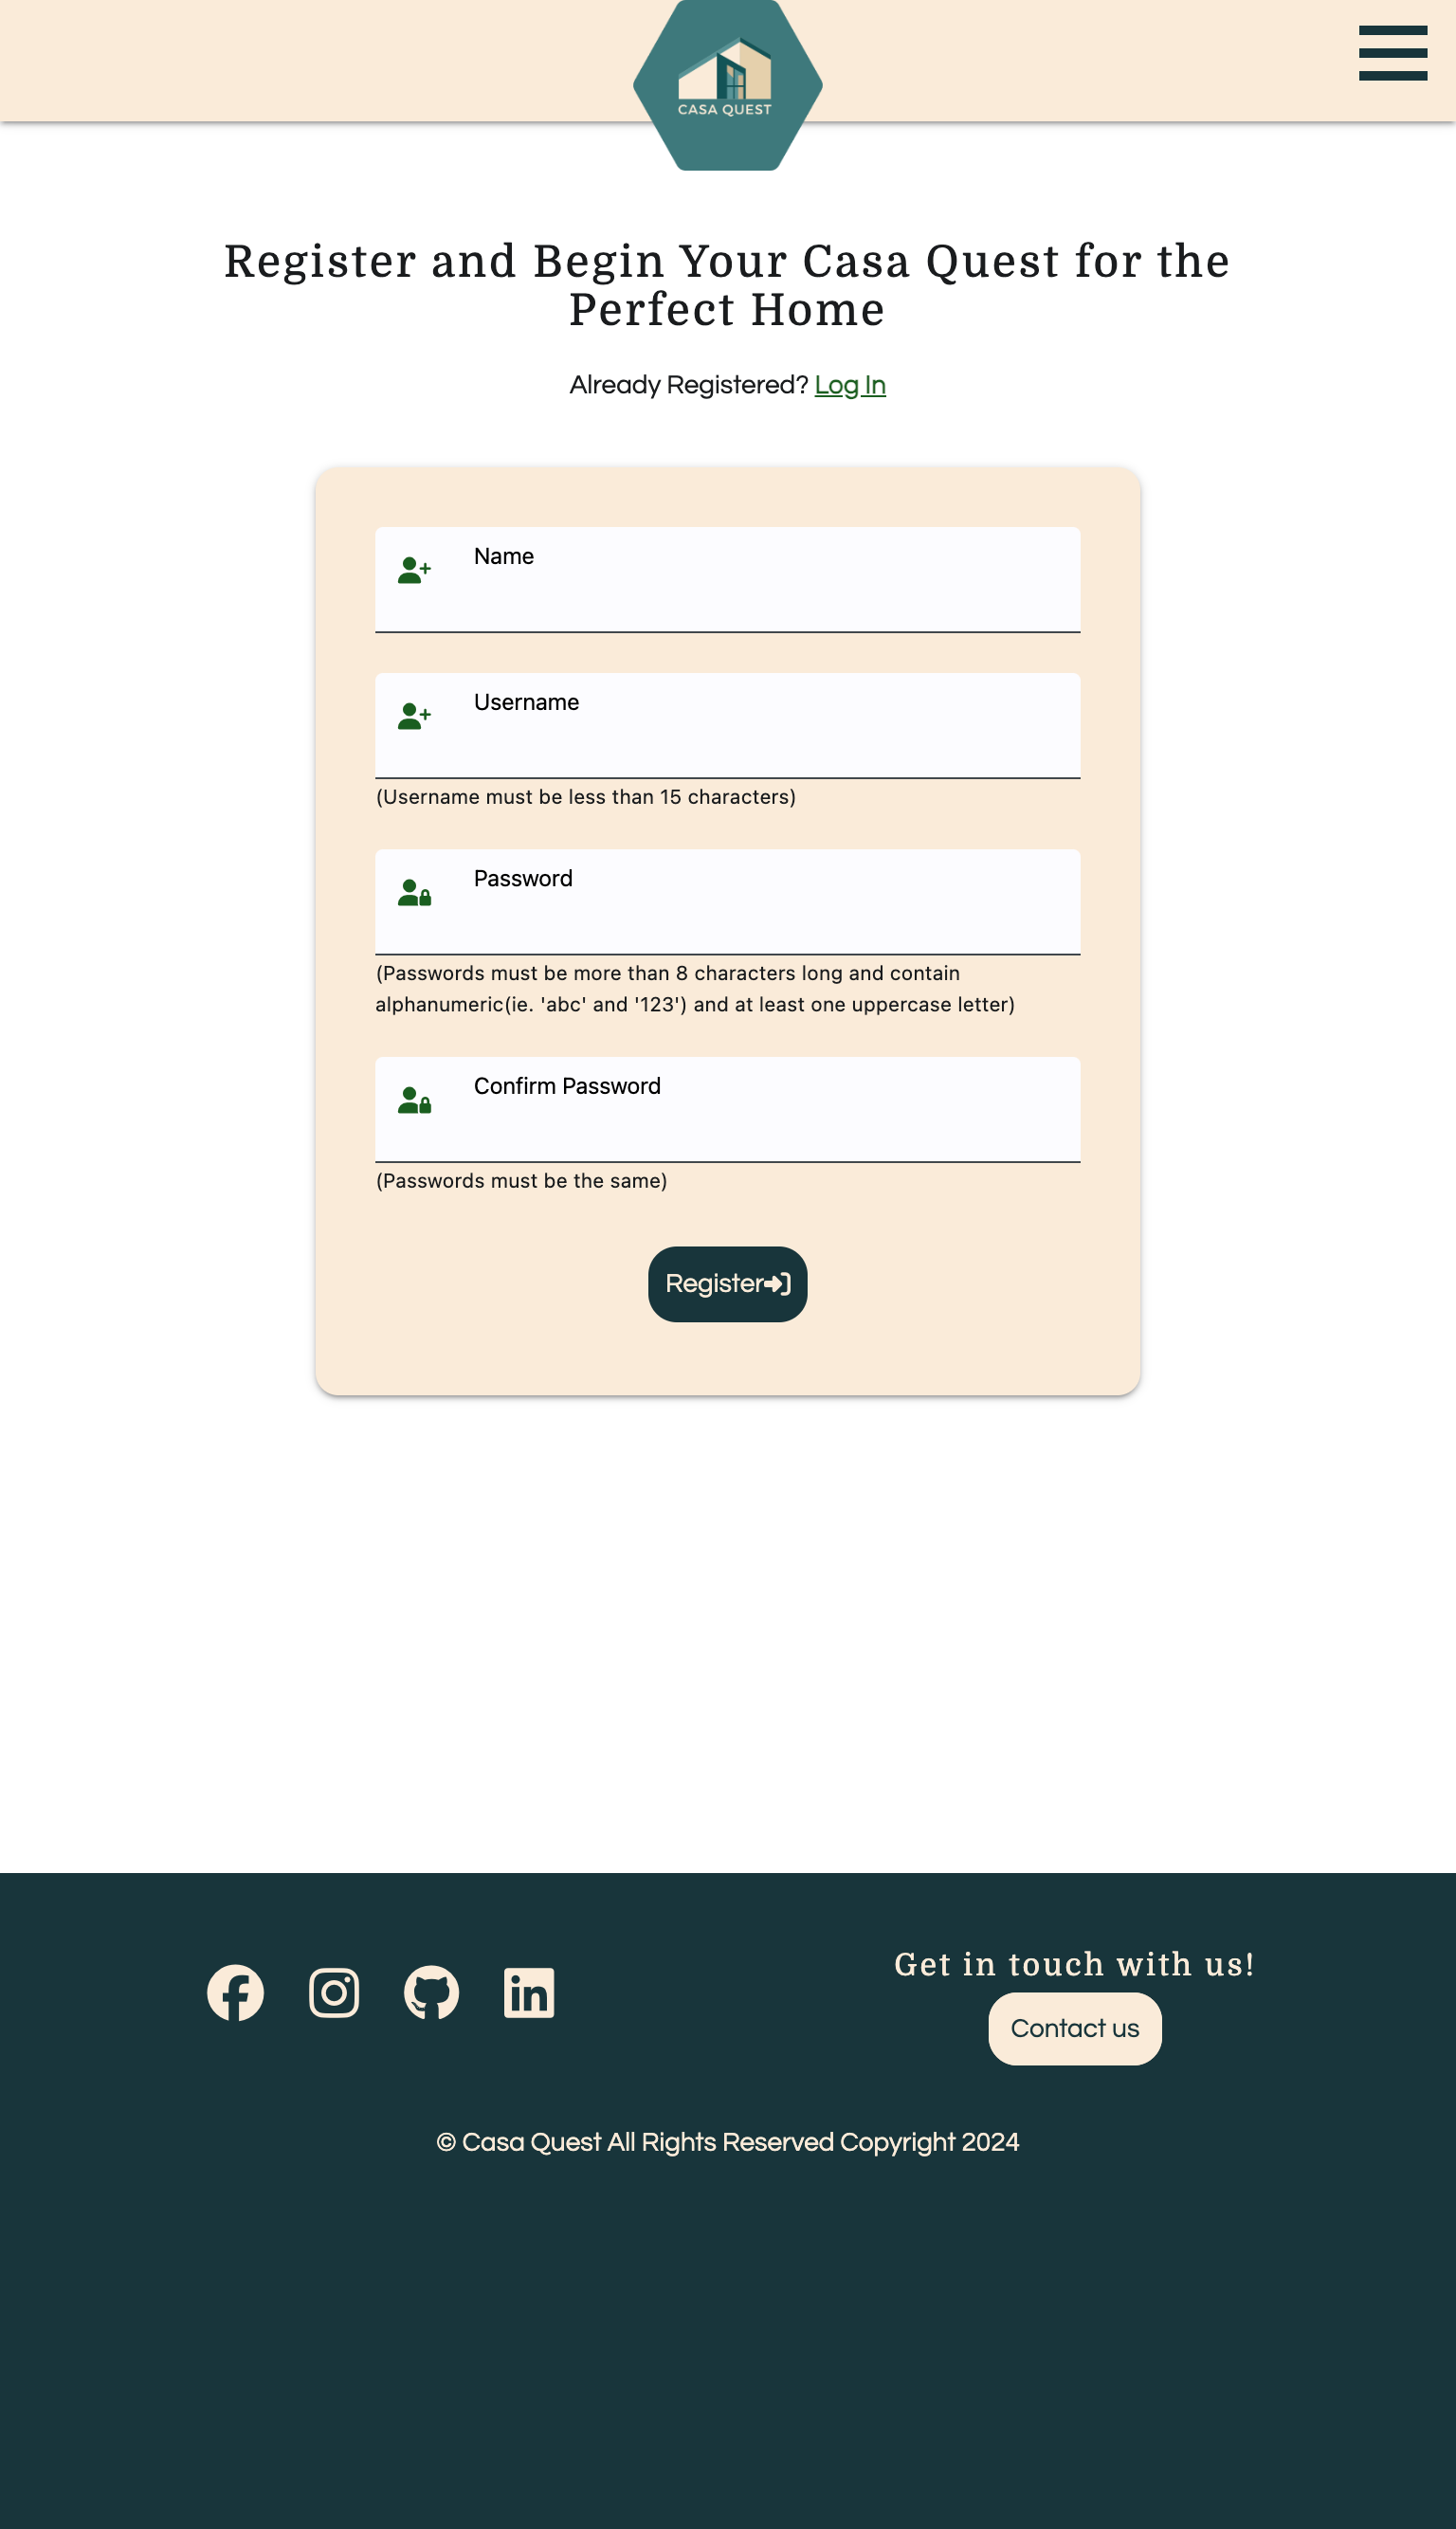 CASA QUEST
Register and Begin Your Casa Quest for the
Perfect Home
Already Registered? Log In
Name
Username
(Username must be less than 15 characters)
Password
(Passwords must be more than 8 characters long and contain
alphanumeric(ie. 'abc' and '123') and at least one uppercase letter)
Confirm Password
(Passwords must be the same)
Register
Get in touch with us!
Contact us
© Casa Quest All Rights Reserved Copyright 2024